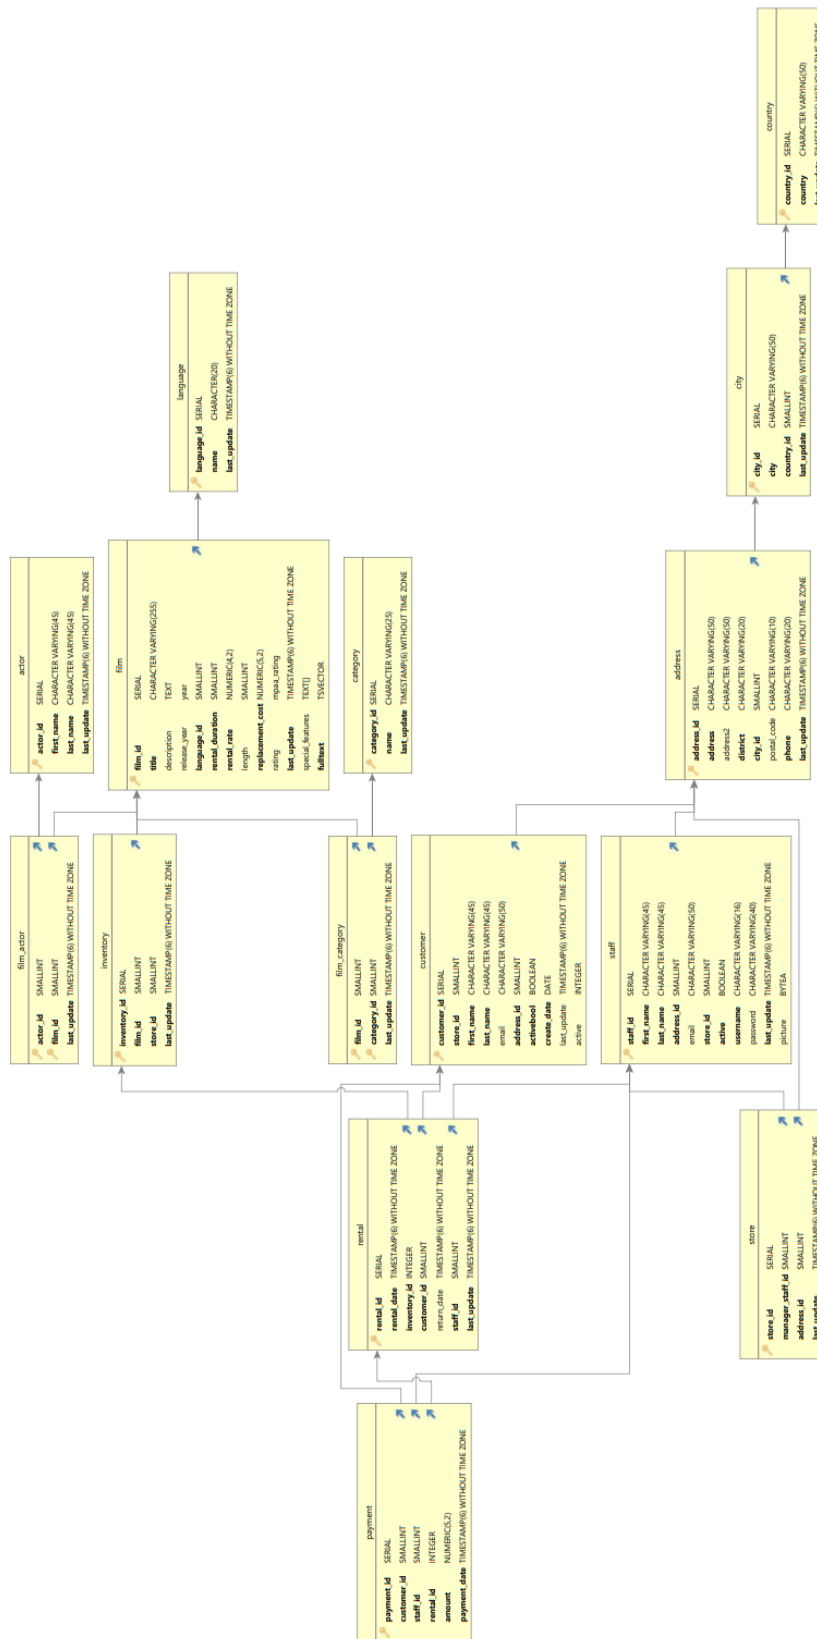 payment
payment_id SERIAL
customer_id SMALLINT
staff_id SMALLINT
rental_id INTEGER
amount NUMERIC(5,2)
payment_date TIMESTAMP(6) WITHOUT TIME ZONE
rental
rental_id SERIAL
rental_date TIMESTAMP(6) WITHOUT TIME ZONE
inventory_id INTEGER
customer_id SMALLINT
return_date TIMESTAMP(6) WITHOUT TIME ZONE
staff_id SMALLINT
last_update TIMESTAMP(6) WITHOUT TIME ZONE
store
store_id SERIAL
manager_staff_id SMALLINT
address_id SMALLINT
film_actor
actor_id SMALLINT
film_id SMALLINT
last_update TIMESTAMP(6) WITHOUT TIME ZONE
inventory
inventory_id SERIAL
film_id SMALLINT
store_id SMALLINT
last_update TIMESTAMP(6) WITHOUT TIME ZONE
film_category
film_id SMALLINT
category_id SMALLINT
last_update TIMESTAMP(6) WITHOUT TIME ZONE
customer
customer_id SERIAL
store_id SMALLINT
first_name CHARACTER VARYING(45)
last_name CHARACTER VARYING(45)
email CHARACTER VARYING(50)
address_id SMALLINT
activebool BOOLEAN
create_date DATE
last_update TIMESTAMP(6) WITHOUT TIME ZONE
active INTEGER
staff
staff_id SERIAL
first_name CHARACTER VARYING(45)
last_name CHARACTER VARYING(45)
address_id SMALLINT
email CHARACTER VARYING(50)
store_id SMALLINT
active BOOLEAN
username CHARACTER VARYING(16)
password CHARACTER VARYING(40)
last_update TIMESTAMP(6) WITHOUT TIME ZONE
picture BYTEA
actor
actor_id SERIAL
first_name CHARACTER VARYING(45)
last_name CHARACTER VARYING(45)
last_update TIMESTAMP(6) WITHOUT TIME ZONE
film
film_id SERIAL
title CHARACTER VARYING(255)
description TEXT
release_year year
language_id SMALLINT
rental_duration SMALLINT
rental_rate NUMERIC(4,2)
length SMALLINT
replacement_cost NUMERIC(5,2)
rating mpaa_rating
last_update TIMESTAMP(6) WITHOUT TIME ZONE
special_features TEXT[]
fulltext TSVECTOR
category
category_id SERIAL
name CHARACTER VARYING(25)
last_update TIMESTAMP(6) WITHOUT TIME ZONE
address
address_id SERIAL
address CHARACTER VARYING(50)
address2 CHARACTER VARYING(50)
district CHARACTER VARYING(20)
city_id SMALLINT
postal_code CHARACTER VARYING(10)
phone CHARACTER VARYING(20)
last_update TIMESTAMP(6) WITHOUT TIME ZONE
language
language_id SERIAL
name CHARACTER(20)
last_update TIMESTAMP(6) WITHOUT TIME ZONE
city
city_id SERIAL
city CHARACTER VARYING(50)
country_id SMALLINT
last_update TIMESTAMP(6) WITHOUT TIME ZONE
country
country_id SERIAL
country CHARACTER VARYING(50)